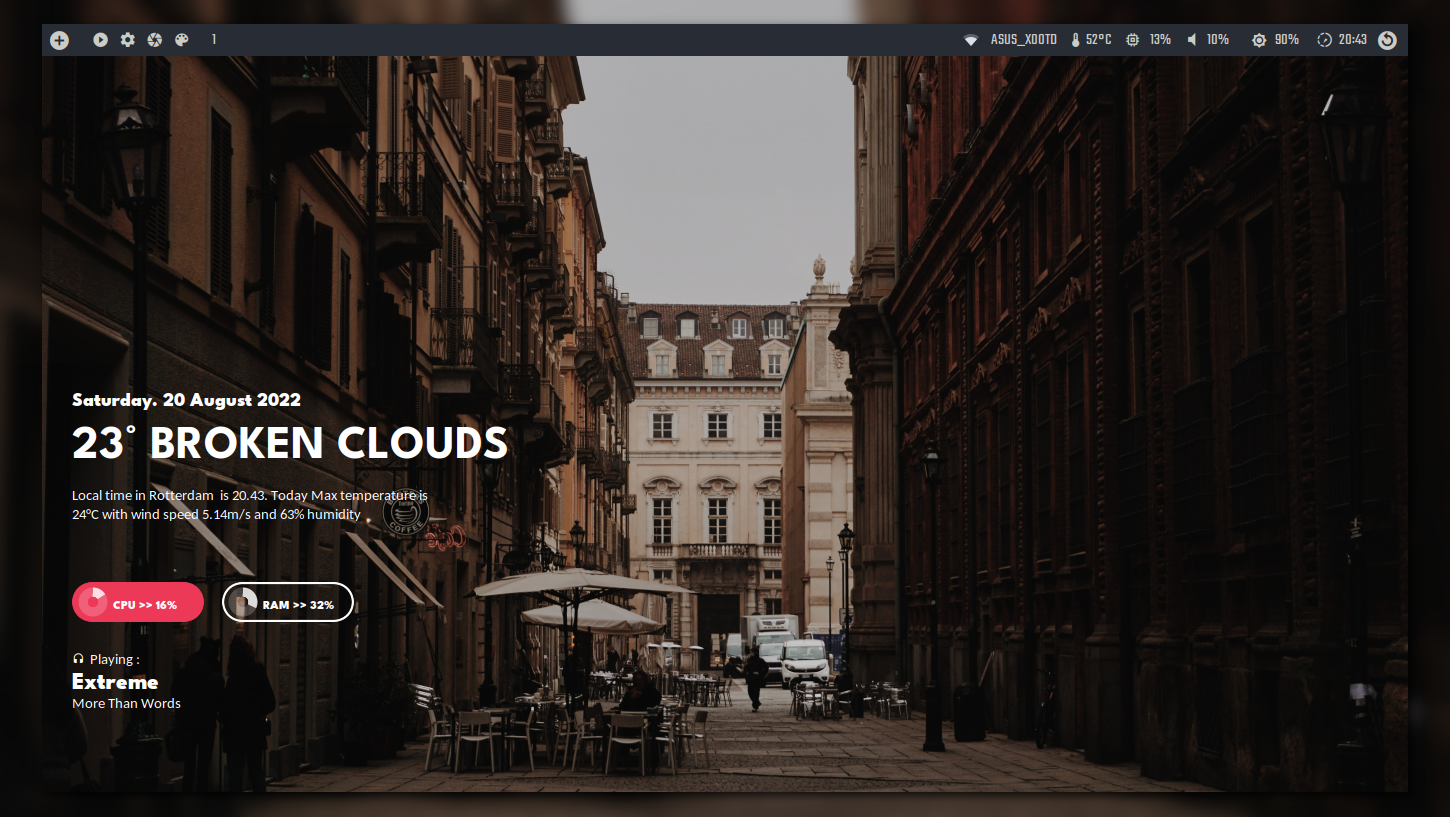 1
ASUS_X00TD 52°C 13% 10% 90% 20:43
Saturday. 20 August 2022
23° BROKEN CLOUDS
Local time in Rotterdam is 20.43. Today Max temperature is
24°C with wind speed 5.14m/s and 63% humidity
COFFEE
CPU >> 16% RAM >> 32%
Playing :
Extreme
More Than Words